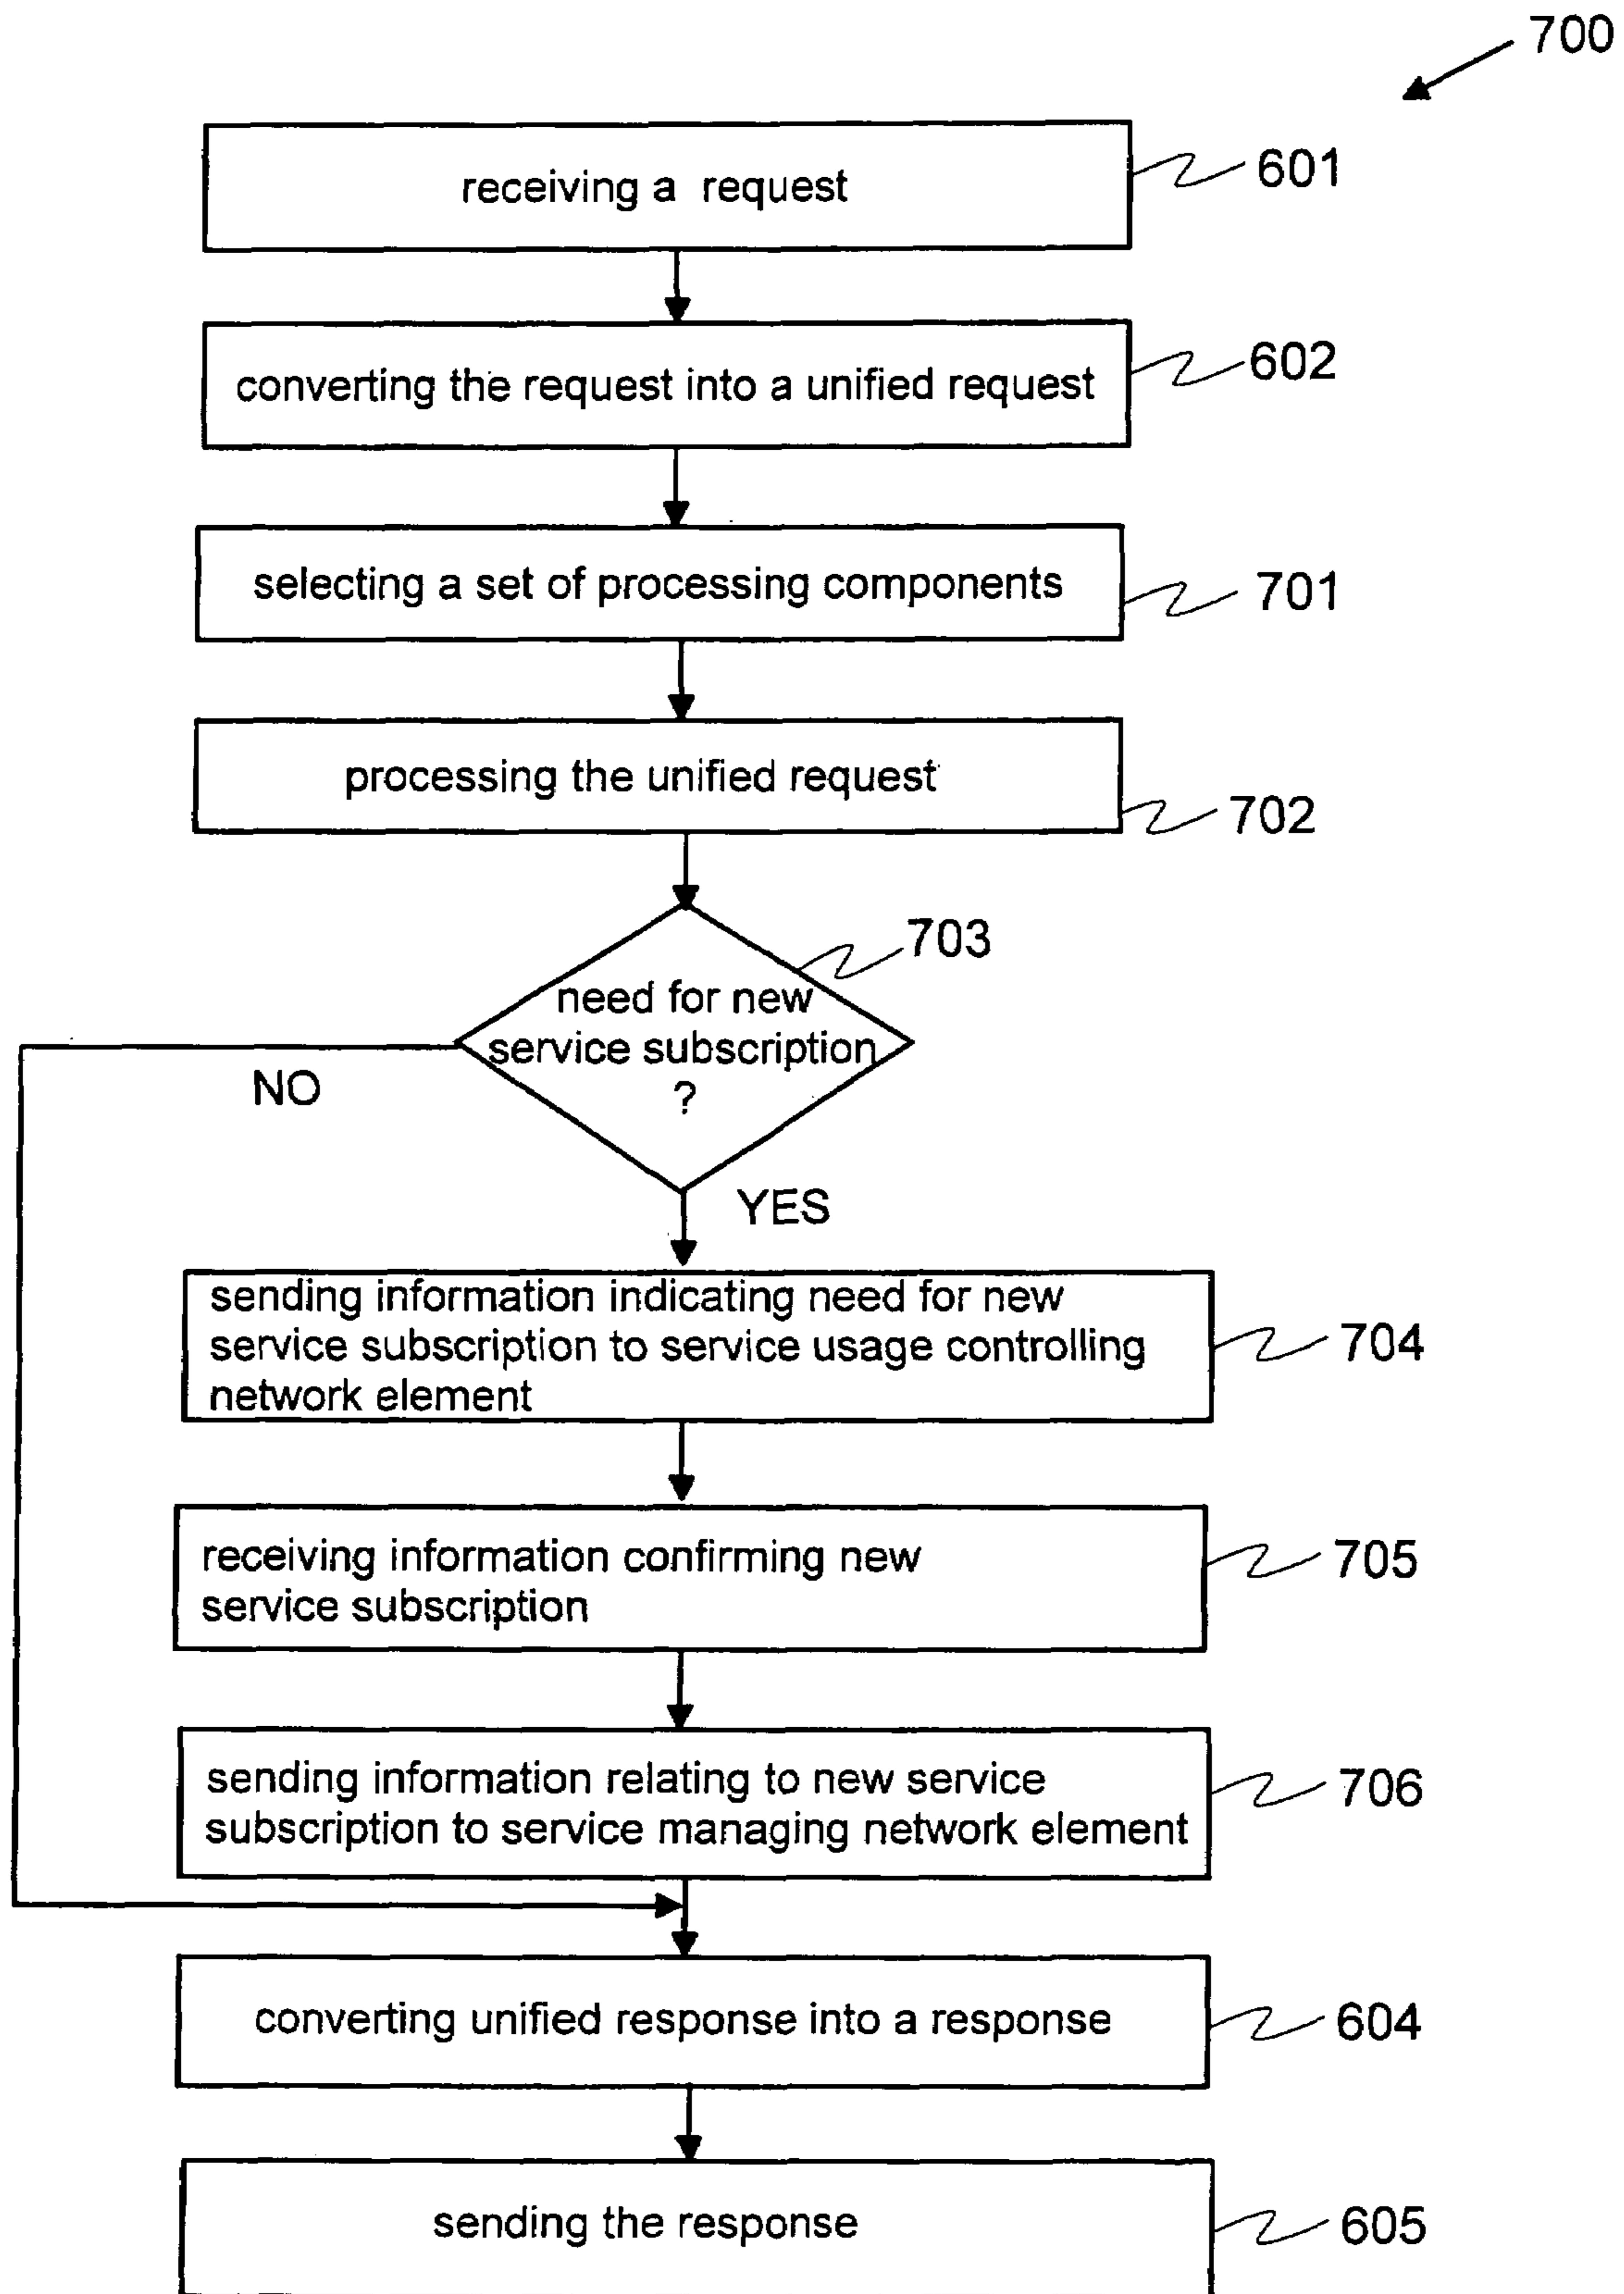 700
receiving a request
601
converting the request into a unified request
602
selecting a set of processing components
701
processing the unified request
702
703
need for new
service subscription
?
NO
YES
sending information indicating need for new
service subscription to service usage controlling
network element
704
receiving information confirming new
service subscription
705
sending information relating to new service
subscription to service managing network element
706
converting unified response into a response
604
sending the response
605